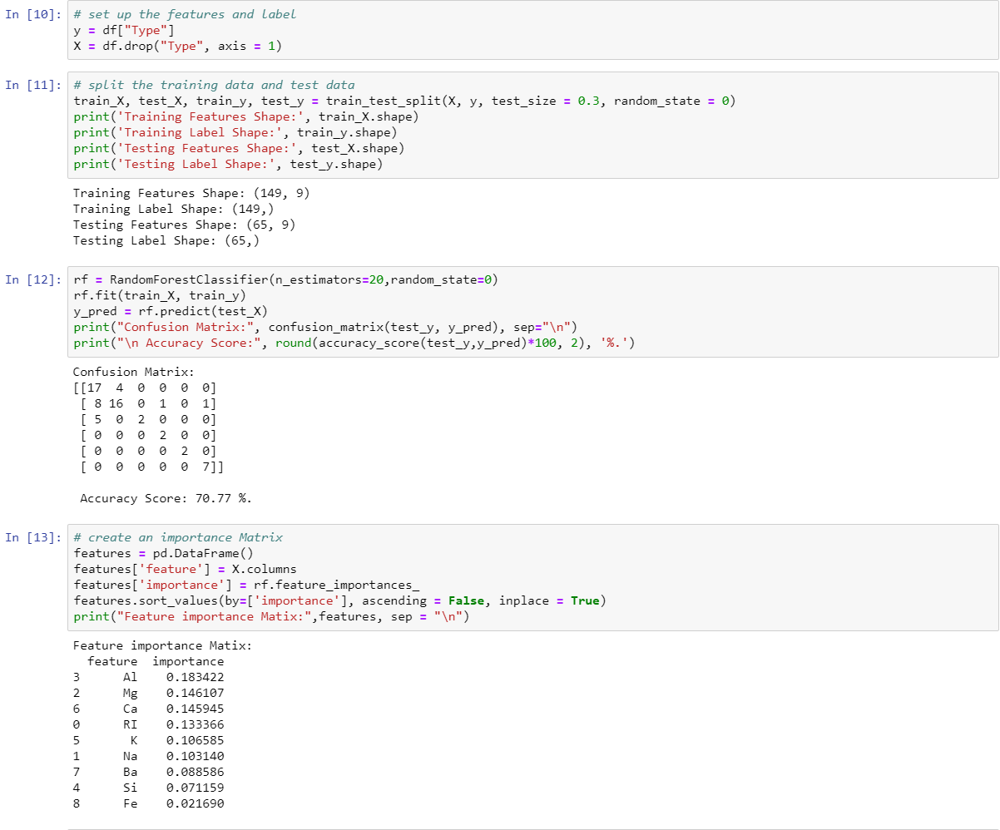 In [10]: # set up the features and label
y = df["Type"]
X = df.drop("Type", axis = 1)
In [11]: # split the training data and test data
train_X, test_X, train_y, test_y = train_test_split(X, y, test_size = 0.3, random_state = 0)
print('Training Features Shape:', train_X.shape)
print('Training Label Shape:', train_y.shape)
print('Testing Features Shape:', test_X.shape)
print('Testing Label Shape:', test_y.shape)
Training Features Shape: (149, 9)
Training Label Shape: (149,)
Testing Features Shape: (65, 9)
Testing Label Shape: (65,)
In [12]: rf = RandomForestClassifier(n_estimators=20,random_state=0)
rf.fit(train_X, train_y)
y_pred = rf.predict(test_X)
print("Confusion Matrix:", confusion_matrix(test_y, y_pred), sep="\n")
print("\n Accuracy Score:", round(accuracy_score(test_y,y_pred)*100, 2), '%.')
Confusion Matrix:
[[17  4  0  0  0  0]
 [ 8 16  0  1  0  1]
 [ 5  0  2  0  0  0]
 [ 0  0  0  2  0  0]
 [ 0  0  0  0  2  0]
 [ 0  0  0  0  0  7]]
 Accuracy Score: 70.77 %.
In [13]: # create an importance Matrix
features = pd.DataFrame()
features['feature'] = X.columns
features['importance'] = rf.feature_importances_
features.sort_values(by=['importance'], ascending = False, inplace = True)
print("Feature importance Matix:",features, sep = "\n")
Feature importance Matix:
  feature  importance
3      Al    0.183422
2      Mg    0.146107
6      Ca    0.145945
0      RI    0.133366
5       K    0.106585
1      Na    0.103140
7      Ba    0.088586
4      Si    0.071159
8      Fe    0.021690